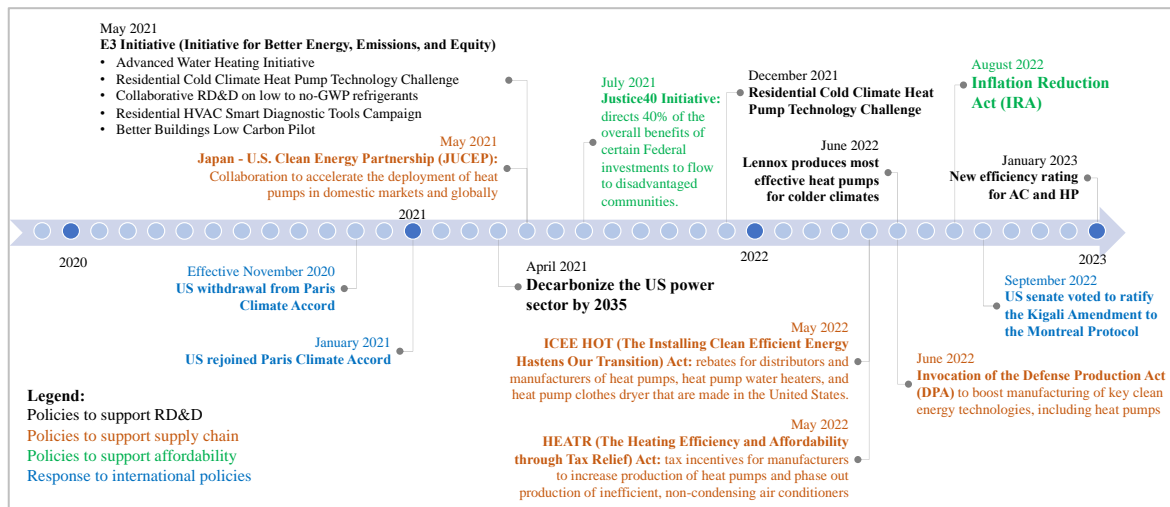 May 2021
E3 Initiative (Initiative for Better Energy, Emissions, and Equity)
• Advanced Water Heating Initiative
• Residential Cold Climate Heat Pump Technology Challenge
• Collaborative RD&D on low to no-GWP refrigerants
• Residential HVAC Smart Diagnostic Tools Campaign
• Better Buildings Low Carbon Pilot
May 2021
Japan - U.S. Clean Energy Partnership (JUCEP):
Collaboration to accelerate the deployment of heat
pumps in domestic markets and globally
July 2021
Justice40 Initiative:
directs 40% of the
overall benefits of
certain Federal
investments to flow
to disadvantaged
communities.
December 2021
Residential Cold Climate Heat
Pump Technology Challenge
June 2022
Lennox produces most
effective heat pumps
for colder climates
August 2022
Inflation Reduction
Act (IRA)
January 2023
New efficiency rating
for AC and HP
2020
2021
2022
2023
Effective November 2020
US withdrawal from Paris
Climate Accord
January 2021
US rejoined Paris Climate Accord
April 2021
Decarbonize the US power
sector by 2035
May 2022
ICEE HOT (The Installing Clean Efficient Energy
Hastens Our Transition) Act: rebates for distributors and
manufacturers of heat pumps, heat pump water heaters, and
heat pump clothes dryer that are made in the United States.
May 2022
HEATR (The Heating Efficiency and Affordability
through Tax Relief) Act: tax incentives for manufacturers
to increase production of heat pumps and phase out
production of inefficient, non-condensing air conditioners
September 2022
US senate voted to ratify
the Kigali Amendment to
the Montreal Protocol
June 2022
Invocation of the Defense Production Act
(DPA) to boost manufacturing of key clean
energy technologies, including heat pumps
Legend:
Policies to support RD&D
Policies to support supply chain
Policies to support affordability
Response to international policies